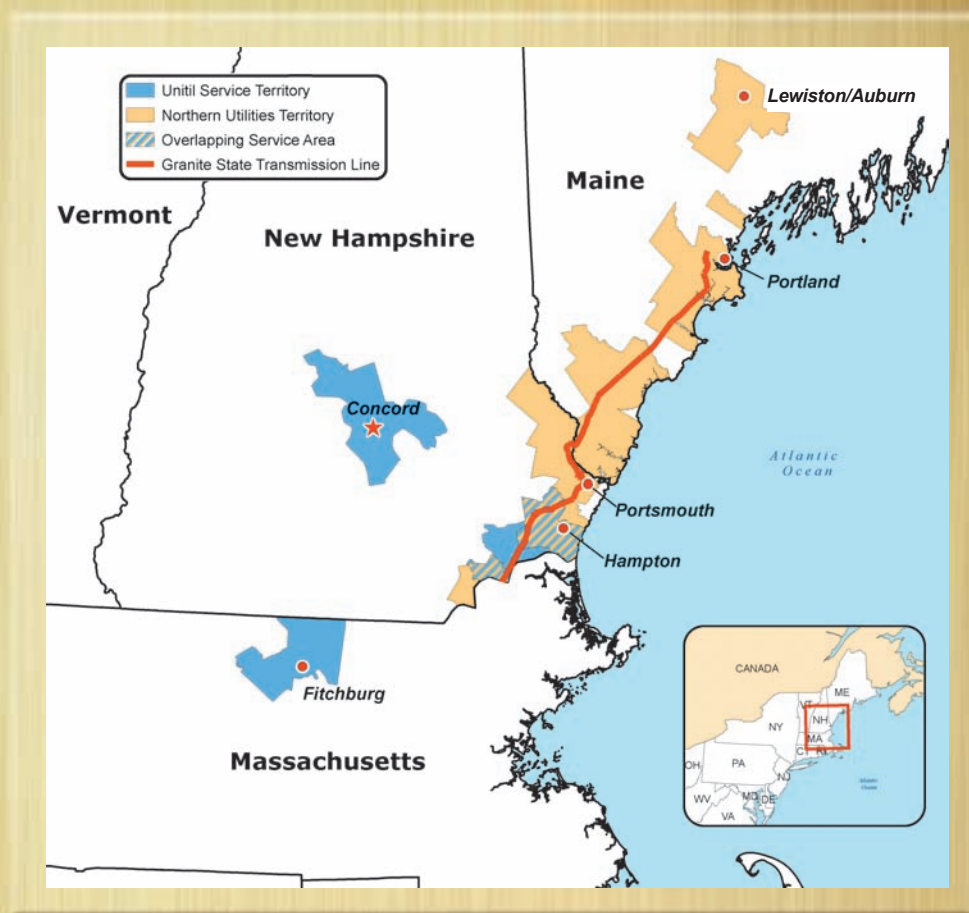 Unitil Service Territory
Northern Utilities Territory
Overlapping Service Area
Granite State Transmission Line
Lewiston/Auburn
Maine
Vermont
New Hampshire
Portland
Concord
Atlantic
Ocean
Portsmouth
Hampton
Fitchburg
Massachusetts
CANADA
ME
VT
NH
NY
MA
CT RI
OH
PA
NJ
MD DE
WV
VA
Atlantic
Ocean